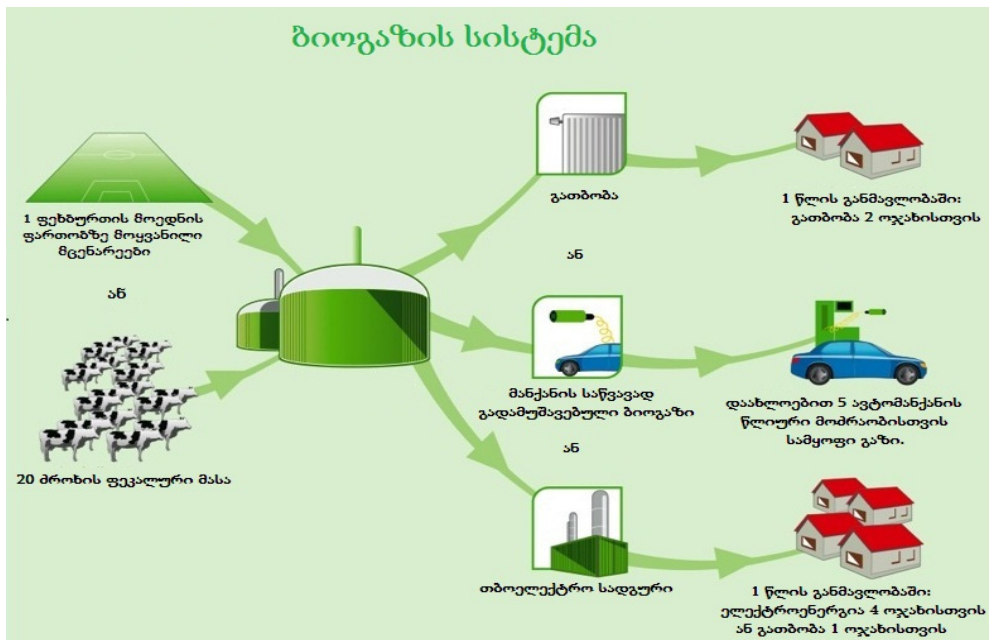 ბიოგაზის სისტემა
1 ფეხბურთის მოედნის
ფართობზე მოყვანილი
მცენარეები
ან
20 ძროხის ფეკალური მასა
გათბობა
ან
მანქანის საწვავად
გადამუშავებული ბიოგაზი
ან
თბოელექტრო სადგური
1 წლის განმავლობაში:
გათბობა 2 ოჯახისთვის
დაახლოებით 5 ავტომანქანის
წლიური მოძრაობისთვის
სამყოფი გაზი.
1 წლის განმავლობაში:
ელექტროენერგია 4 ოჯახისთვის
ან გათბობა 1 ოჯახისთვის